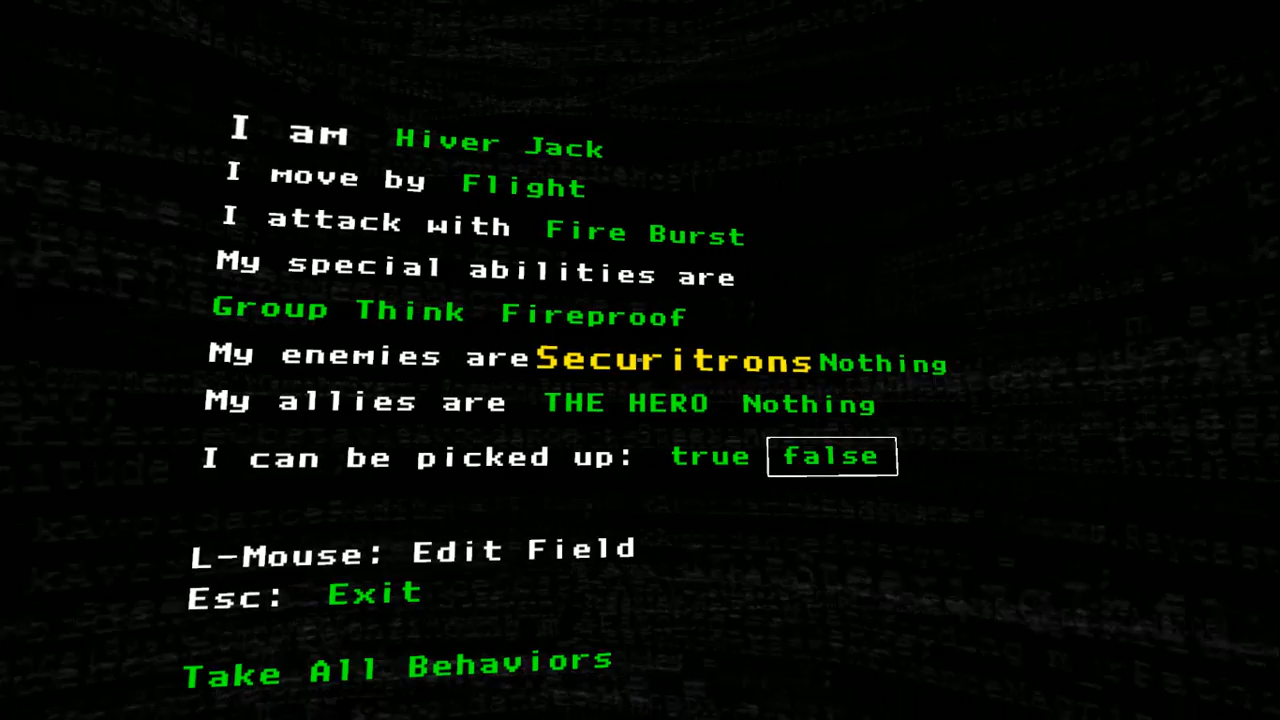 I am Hiver Jack
I move by Flight
I attack with Fire Burst
My special abilities are
Group Think Fireproof
My enemies are Securitrons Nothing
My allies are THE HERO Nothing
I can be picked up: true false
L-Mouse: Edit Field
Esc: Exit
Take All Behaviors